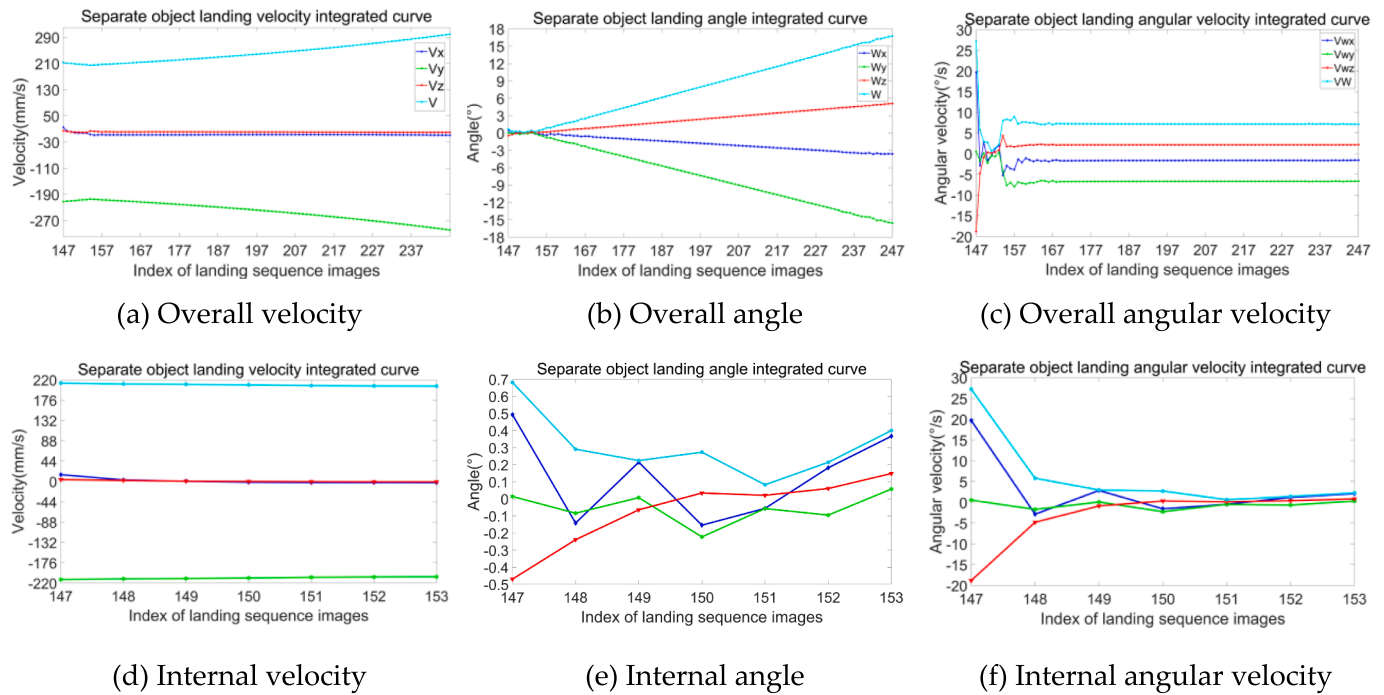 Separate object landing velocity integrated curve
Velocity(mm/s)
290
210
130
50
-30
-110
-190
-270
Vx
Vy
Vz
V
147 157 167 177 187 197 207 217 227 237
Index of landing sequence images
(a) Overall velocity
Separate object landing angle integrated curve
Angle(°)
18
15
12
9
6
3
0
-3
-6
-9
-12
-15
-18
Wx
Wy
Wz
W
147 157 167 177 187 197 207 217 227 237 247
Index of landing sequence images
(b) Overall angle
Separate object landing angular velocity integrated curve
Angular velocity(°/s)
30
25
20
15
10
5
0
-5
-10
-15
-20
Vwx
Vwy
Vwz
VW
147 157 167 177 187 197 207 217 227 237 247
Index of landing sequence images
(c) Overall angular velocity
Separate object landing velocity integrated curve
Velocity(mm/s)
220
176
132
88
44
0
-44
-88
-132
-176
-220
147 148 149 150 151 152 153
Index of landing sequence images
(d) Internal velocity
Separate object landing angle integrated curve
Angle(°)
0.7
0.6
0.5
0.4
0.3
0.2
0.1
0
-0.1
-0.2
-0.3
-0.4
-0.5
147 148 149 150 151 152 153
Index of landing sequence images
(e) Internal angle
Separate object landing angular velocity integrated curve
Angular velocity(°/s)
30
25
20
15
10
5
0
-5
-10
-15
-20
147 148 149 150 151 152 153
Index of landing sequence images
(f) Internal angular velocity